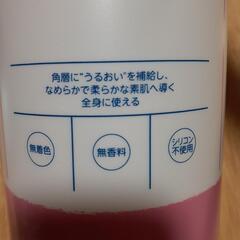 角層に"うるおい"を補給し、
なめらかで柔らかな素肌へ導く
全身に使える
無着色
無香料
シリコン
不使用